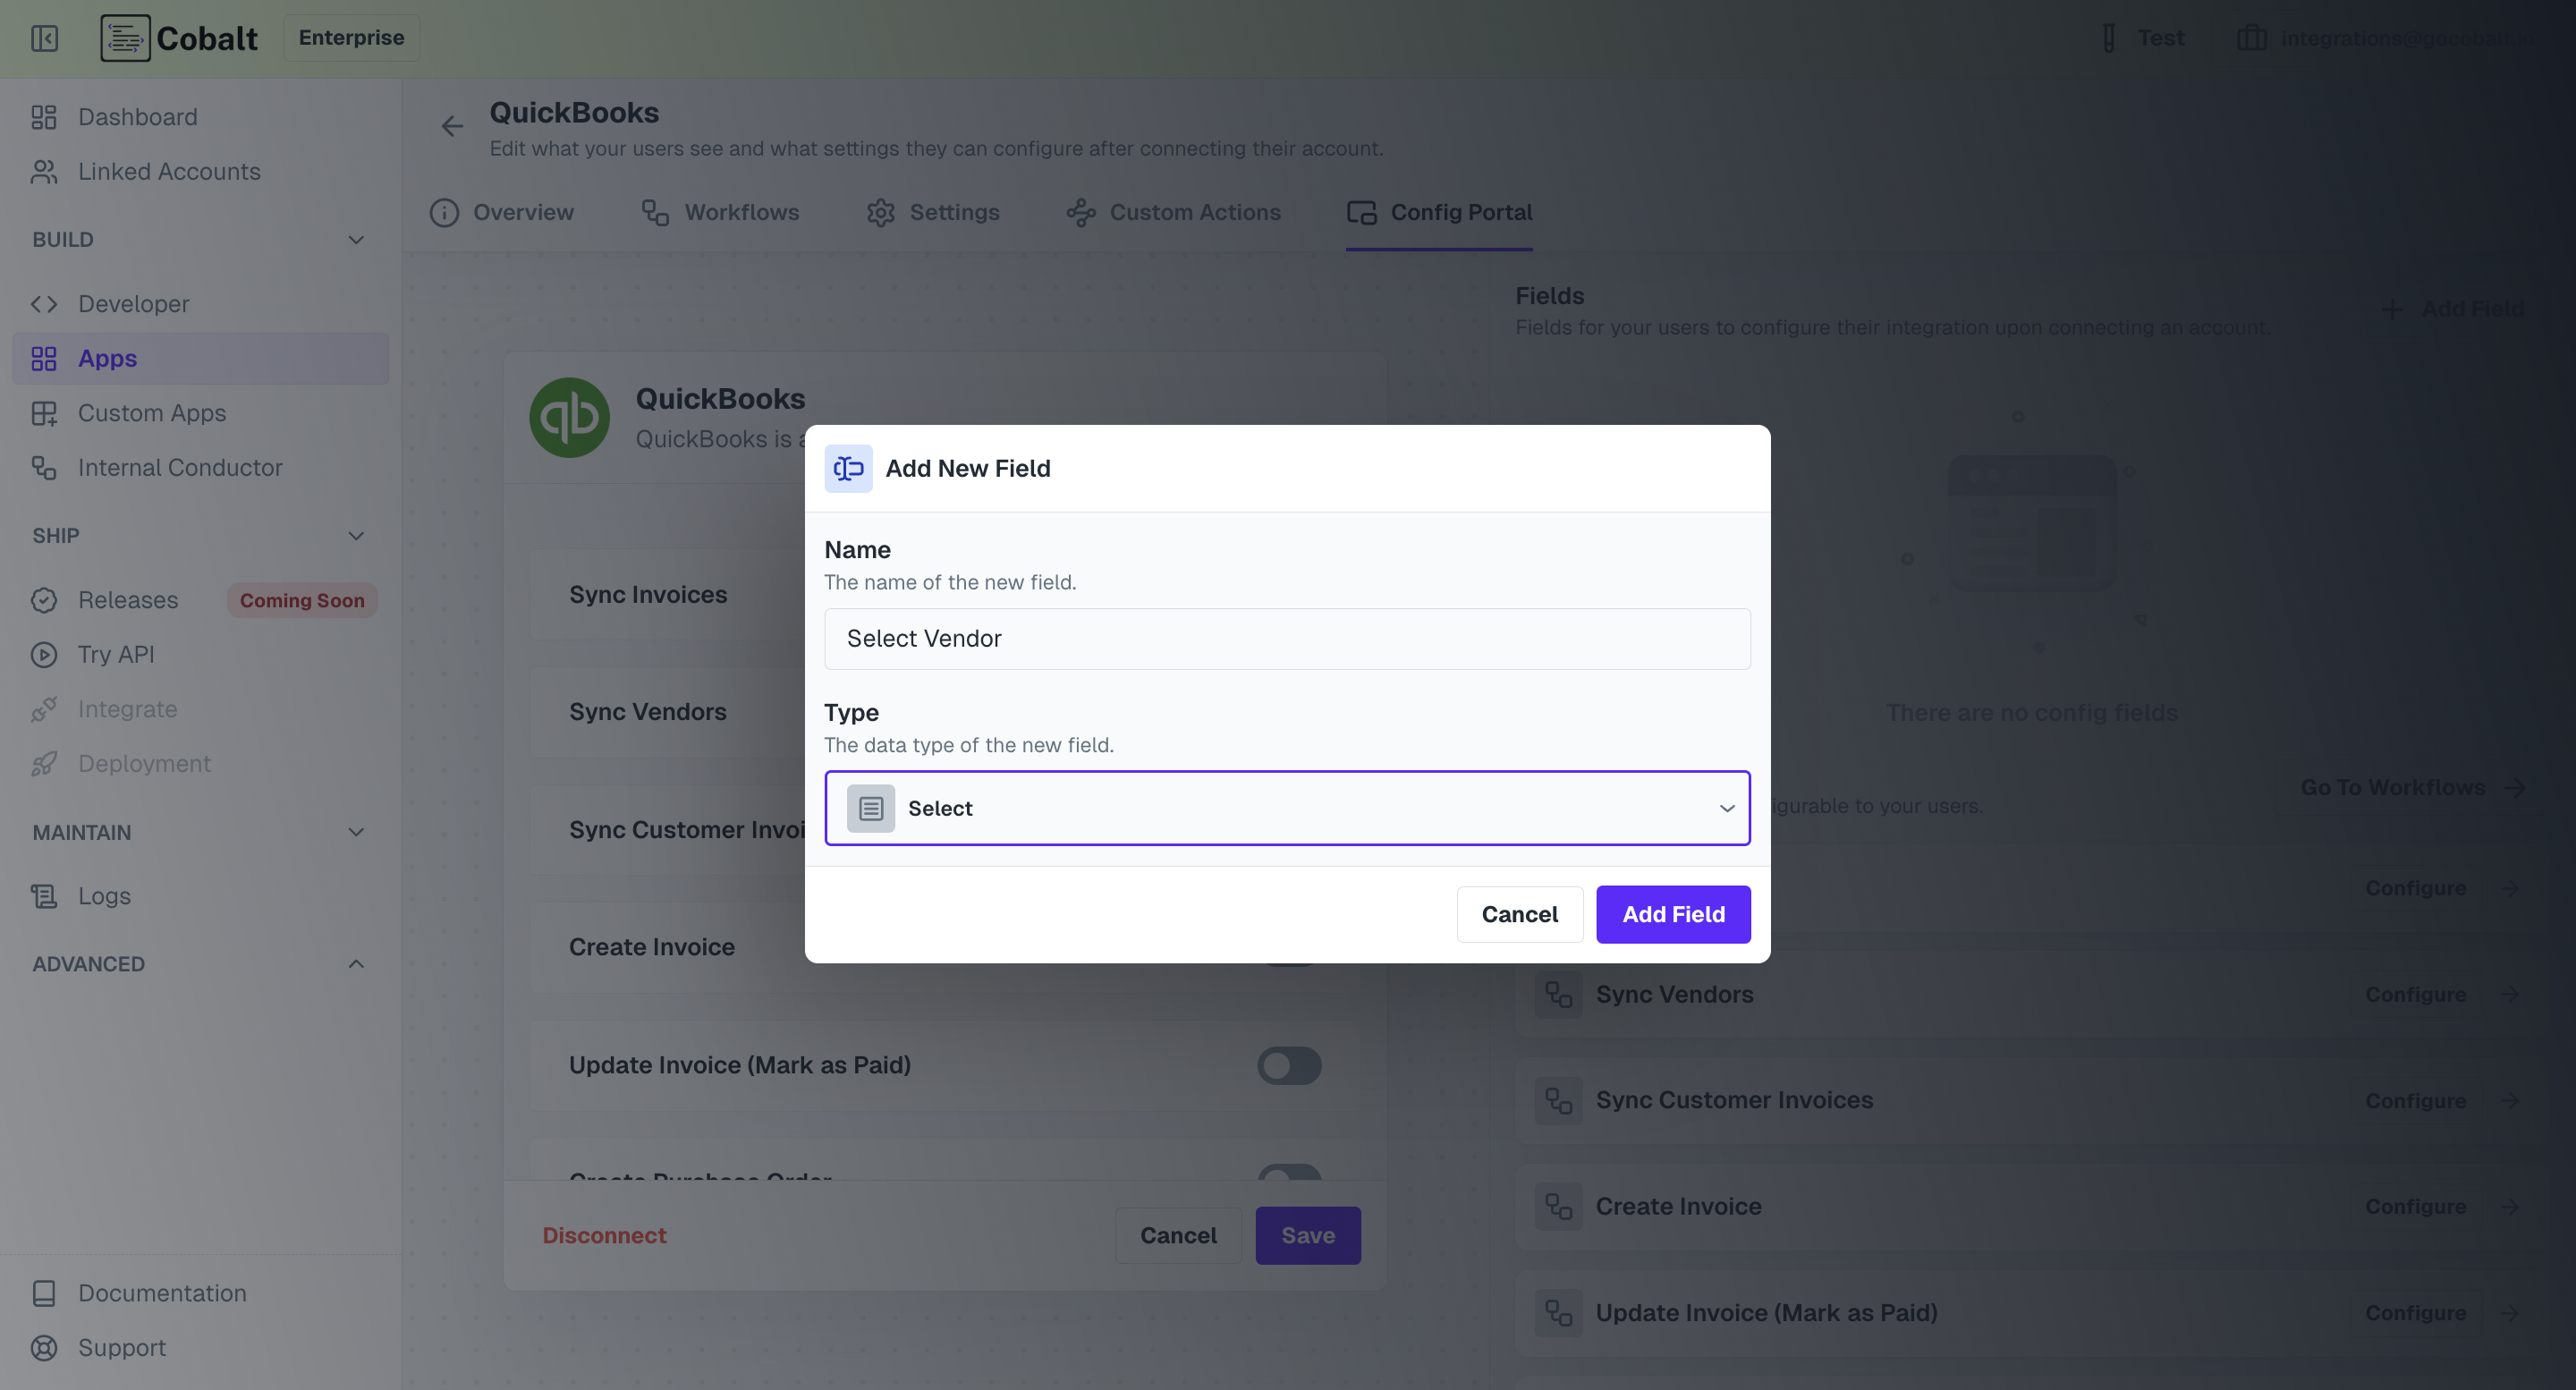 Cobalt
Enterprise
Test
integrations@gocobalt
Dashboard
Linked Accounts
BUILD
Developer
Apps
Custom Apps
Internal Conductor
SHIP
Releases
Coming Soon
Try API
Integrate
Deployment
MAINTAIN
Logs
ADVANCED
Documentation
Support
QuickBooks
Edit what your users see and what settings they can configure after connecting their account.
Overview
Workflows
Settings
Custom Actions
Config Portal
QuickBooks
QuickBooks is
Sync Invoices
Sync Vendors
Sync Customer Invoi
Create Invoice
Update Invoice (Mark as Paid)
Create Purchase Order
Disconnect
Cancel
Save
Add New Field
Name
The name of the new field.
Select Vendor
Type
The data type of the new field.
Select
Cancel
Add Field
Fields
Fields for your users to configure their integration upon connecting an account.
Add Field
There are no config fields
Go To Workflows
igurable to your users.
Configure
Sync Vendors
Configure
Sync Customer Invoices
Configure
Create Invoice
Configure
Update Invoice (Mark as Paid)
Configure